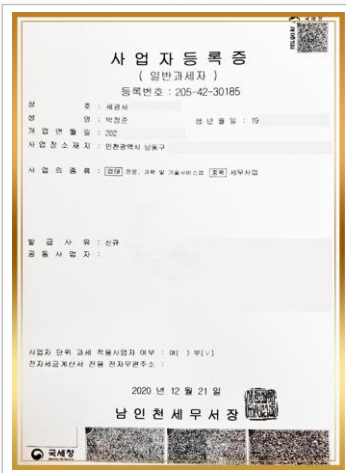 사업자등록증
( 일반과세자 )
등록번호 : 205-42-30185
상 호 : 세광세
성 명 : 박정준 생 년 월 일 : 19
개 업 연 월 일 : 202
사 업 장 소 재 지 : 인천광역시 남동구
사 업 의 종 류 : 업태 전문, 과학 및 기술서비스업 종목 세무사업
발 급 사 유 : 신규
공 동 사 업 자 :
사업자 단위 과세 적용사업자 여부 : 여( ) 부(v)
전자세금계산서 전용 전자우편주소 :
2020 년 12 월 21 일
남인천세무서장
국세청